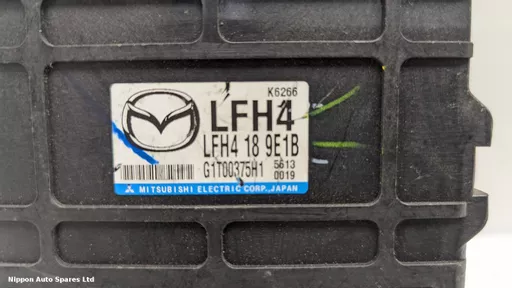 K6266
LFH4
LFH4 18 9E1B
G1T00375H1 5613
0019
MITSUBISHI ELECTRIC CORP., JAPAN
Nippon Auto Spares Ltd